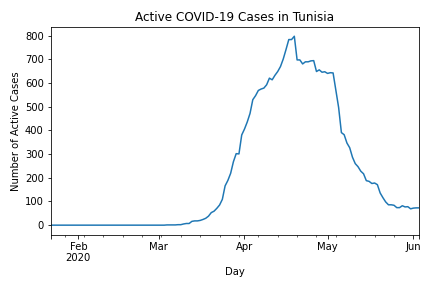 Active COVID-19 Cases in Tunisia
Number of Active Cases
800
700
600
500
400
300
200
100
0
Feb Mar Apr May Jun
2020
Day